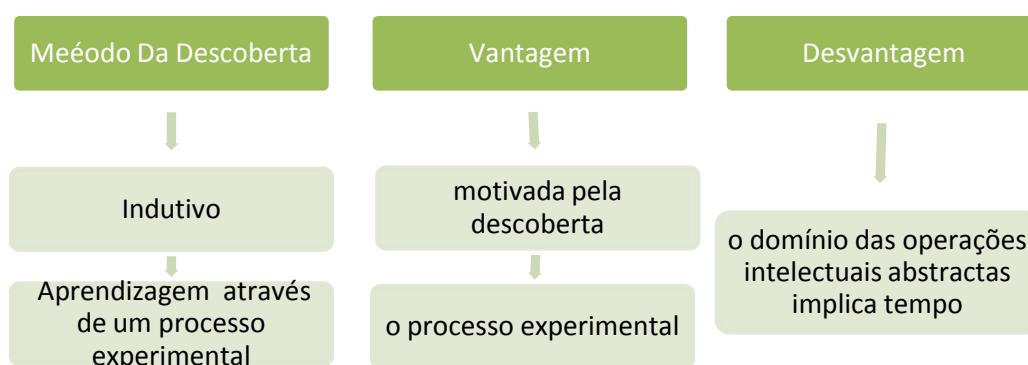 Meéodo Da Descoberta
Indutivo
Aprendizagem através
de um processo
experimental
Vantagem
motivada pela
descoberta
o processo experimental
Desvantagem
o domínio das operações
intelectuais abstractas
implica tempo